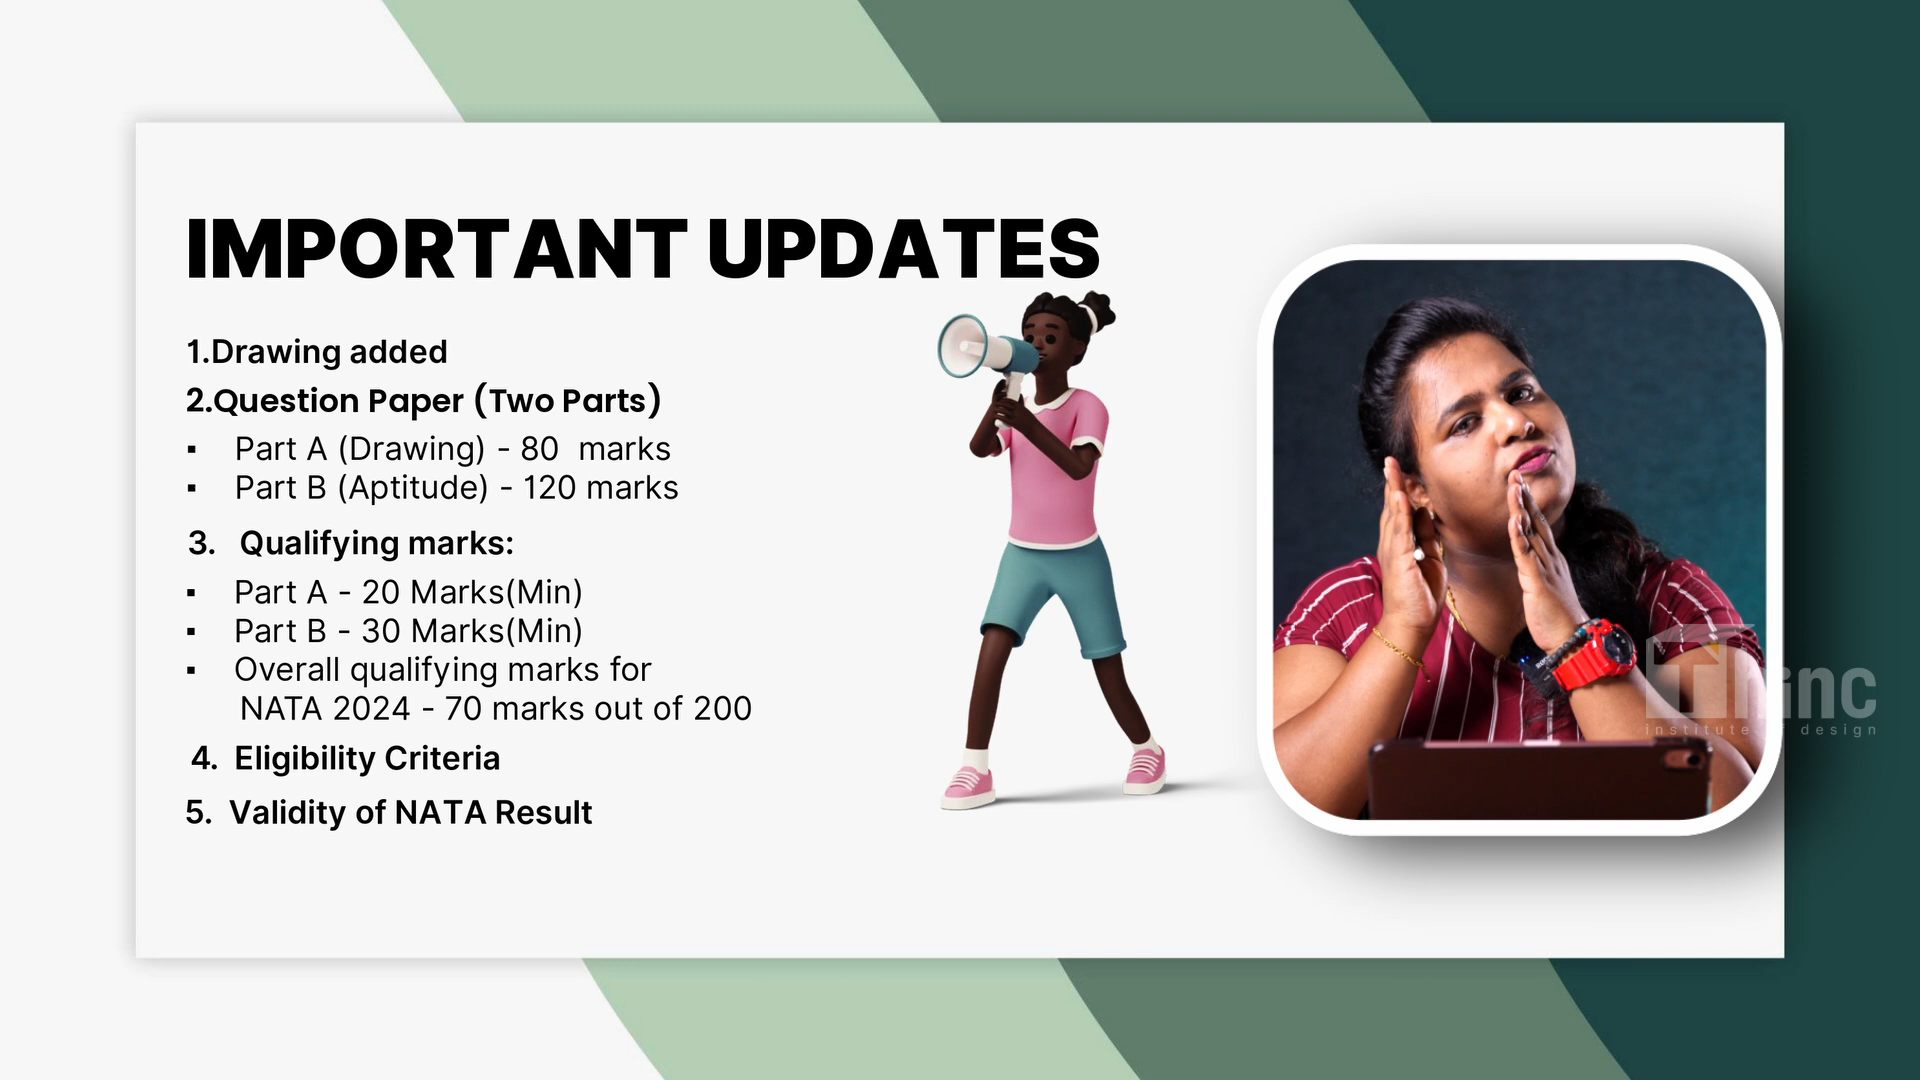 IMPORTANT UPDATES
1.Drawing added
2.Question Paper (Two Parts)
▪ Part A (Drawing) - 80 marks
▪ Part B (Aptitude) - 120 marks
3. Qualifying marks:
▪ Part A - 20 Marks(Min)
▪ Part B - 30 Marks(Min)
▪ Overall qualifying marks for
NATA 2024 - 70 marks out of 200
4. Eligibility Criteria
5. Validity of NATA Result
Thinc
institute design